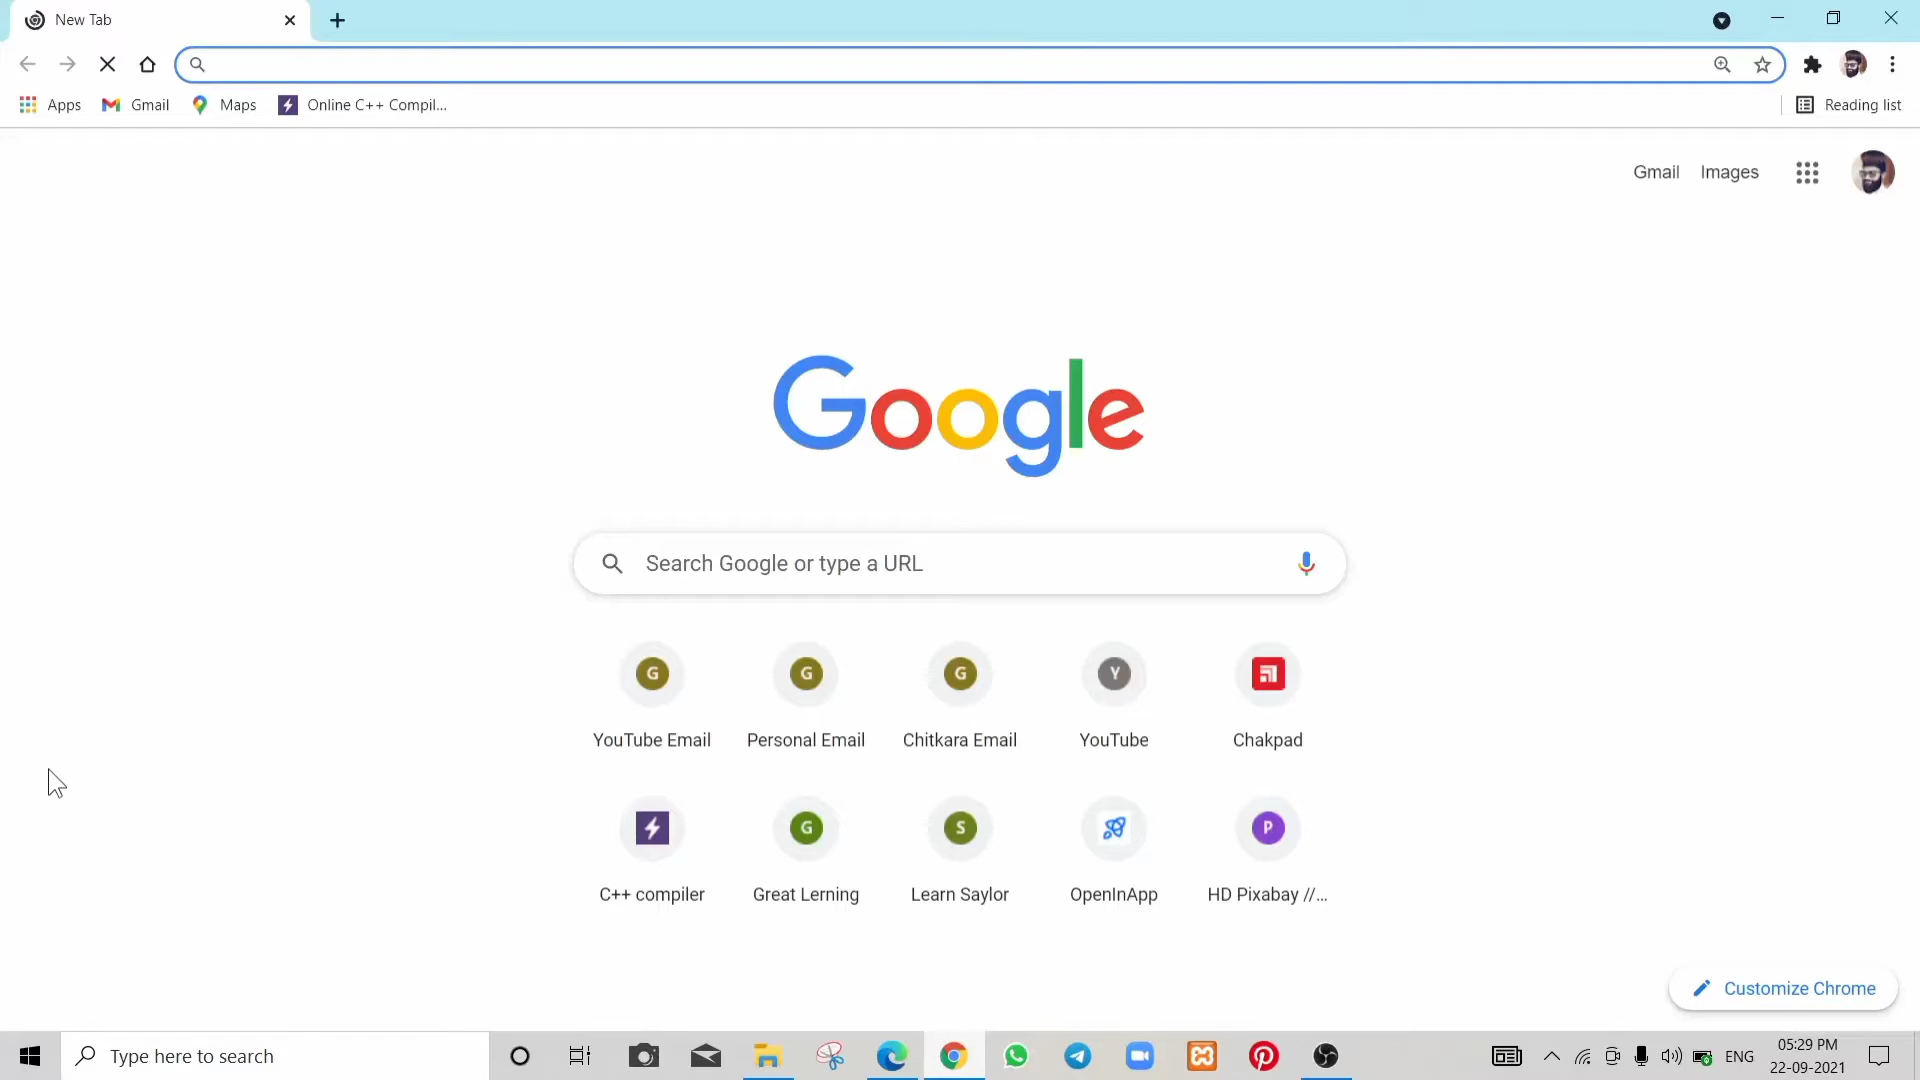 New Tab
Apps
Gmail
Maps
Online C++ Compil...
Reading list
Gmail
Images
Google
Search Google or type a URL
G
G
G
Y
YouTube Email
Personal Email
Chitkara Email
YouTube
Chakpad
G
S
P
C++ compiler
Great Lerning
Learn Saylor
OpenInApp
HD Pixabay //...
Customize Chrome
Type here to search
ENG
05:29 PM
22-09-2021